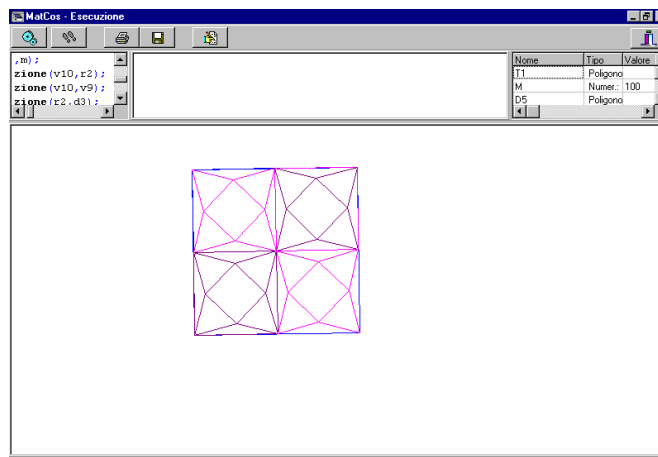 MatCos - Esecuzione
,m);
zione(v10,r2);
zione(v10,v9);
zione(r2,d3);
Nome Tipo Valore
T1 Poligono
M Numer.: 100
D5 Poligono